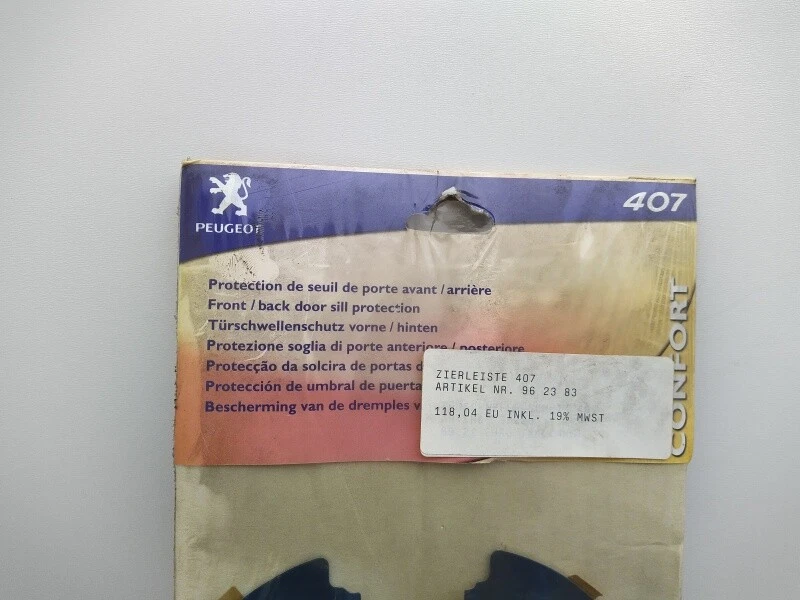 PEUGEOT
407
Protection de seuil de porte avant / arrière
Front / back door sill protection
Türschwellenschutz vorne / hinten
Protezione soglia di porte anteriore / posteriore
Protecção da solcira de portas
Protección de umbral de puerta
Bescherming van de dremples
CONFORT
ZIERLEISTE 407
ARTIKEL NR. 96 23 83
118,04 EU INKL. 19% MWST